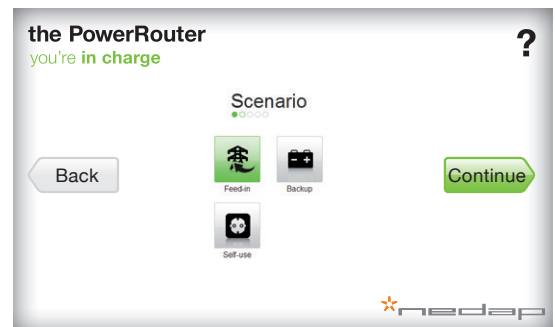 the PowerRouter
you're in charge
?
Scenario
Feed-in
Backup
Back
Continue
Self-use
nedap